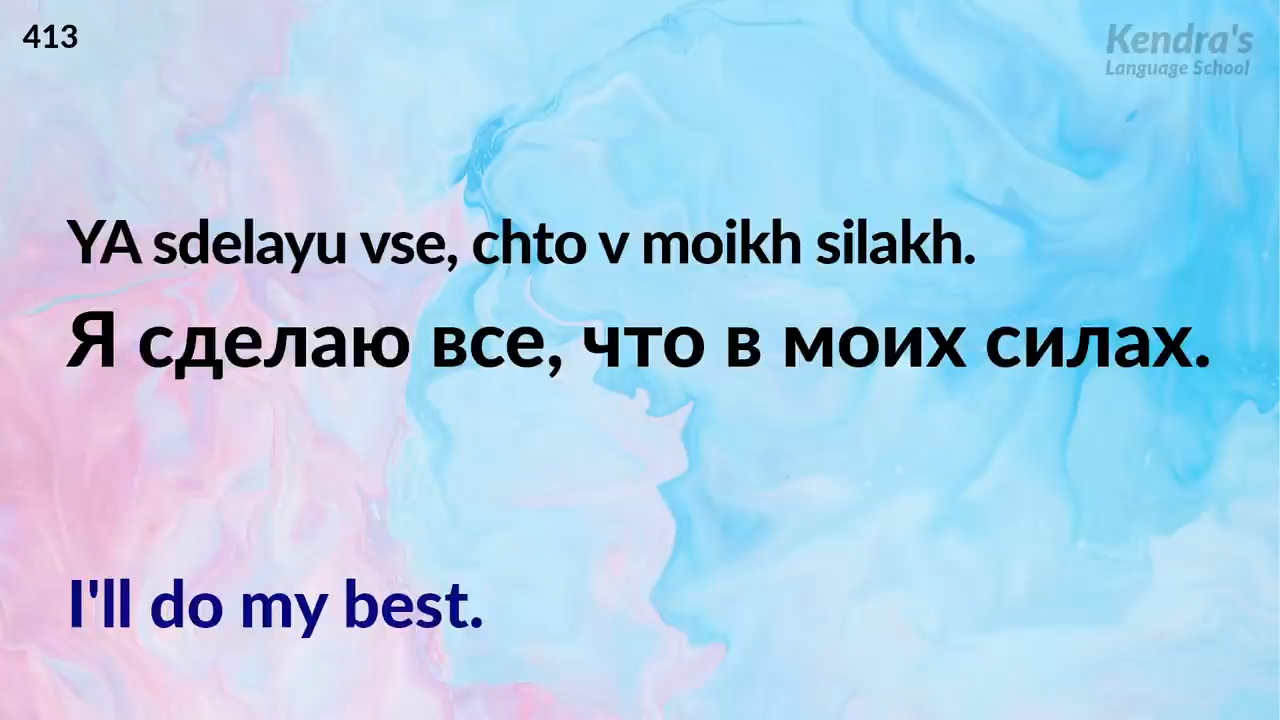 413
Kendra's
Language School
YA sdelayu vse, chto v moikh silakh.
Я сделаю все, что в моих силах.
I'll do my best.